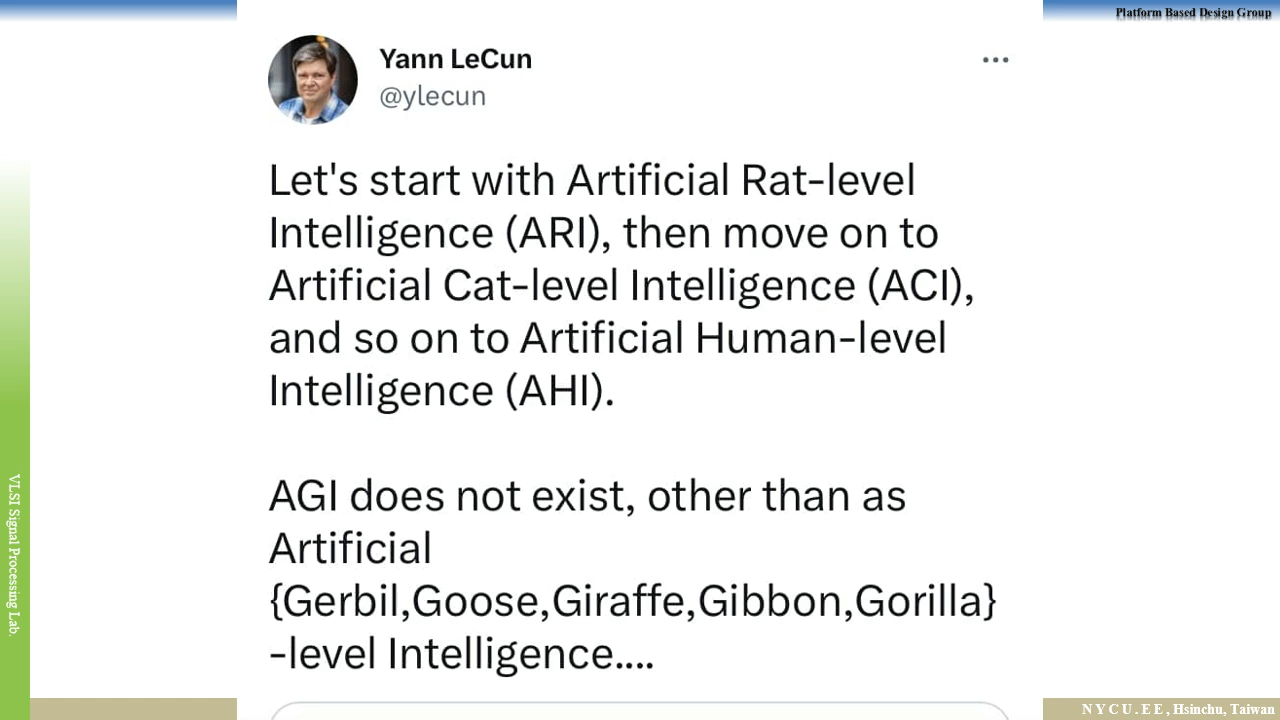 Platform Based Design Group
Yann LeCun
@ylecun
Let's start with Artificial Rat-level
Intelligence (ARI), then move on to
Artificial Cat-level Intelligence (ACI),
and so on to Artificial Human-level
Intelligence (AHI).
AGI does not exist, other than as
Artificial
{Gerbil,Goose,Giraffe,Gibbon,Gorilla}
-level Intelligence....
VLSI Signal Processing Lab.
N Y C U . E E , Hsinchu, Taiwan